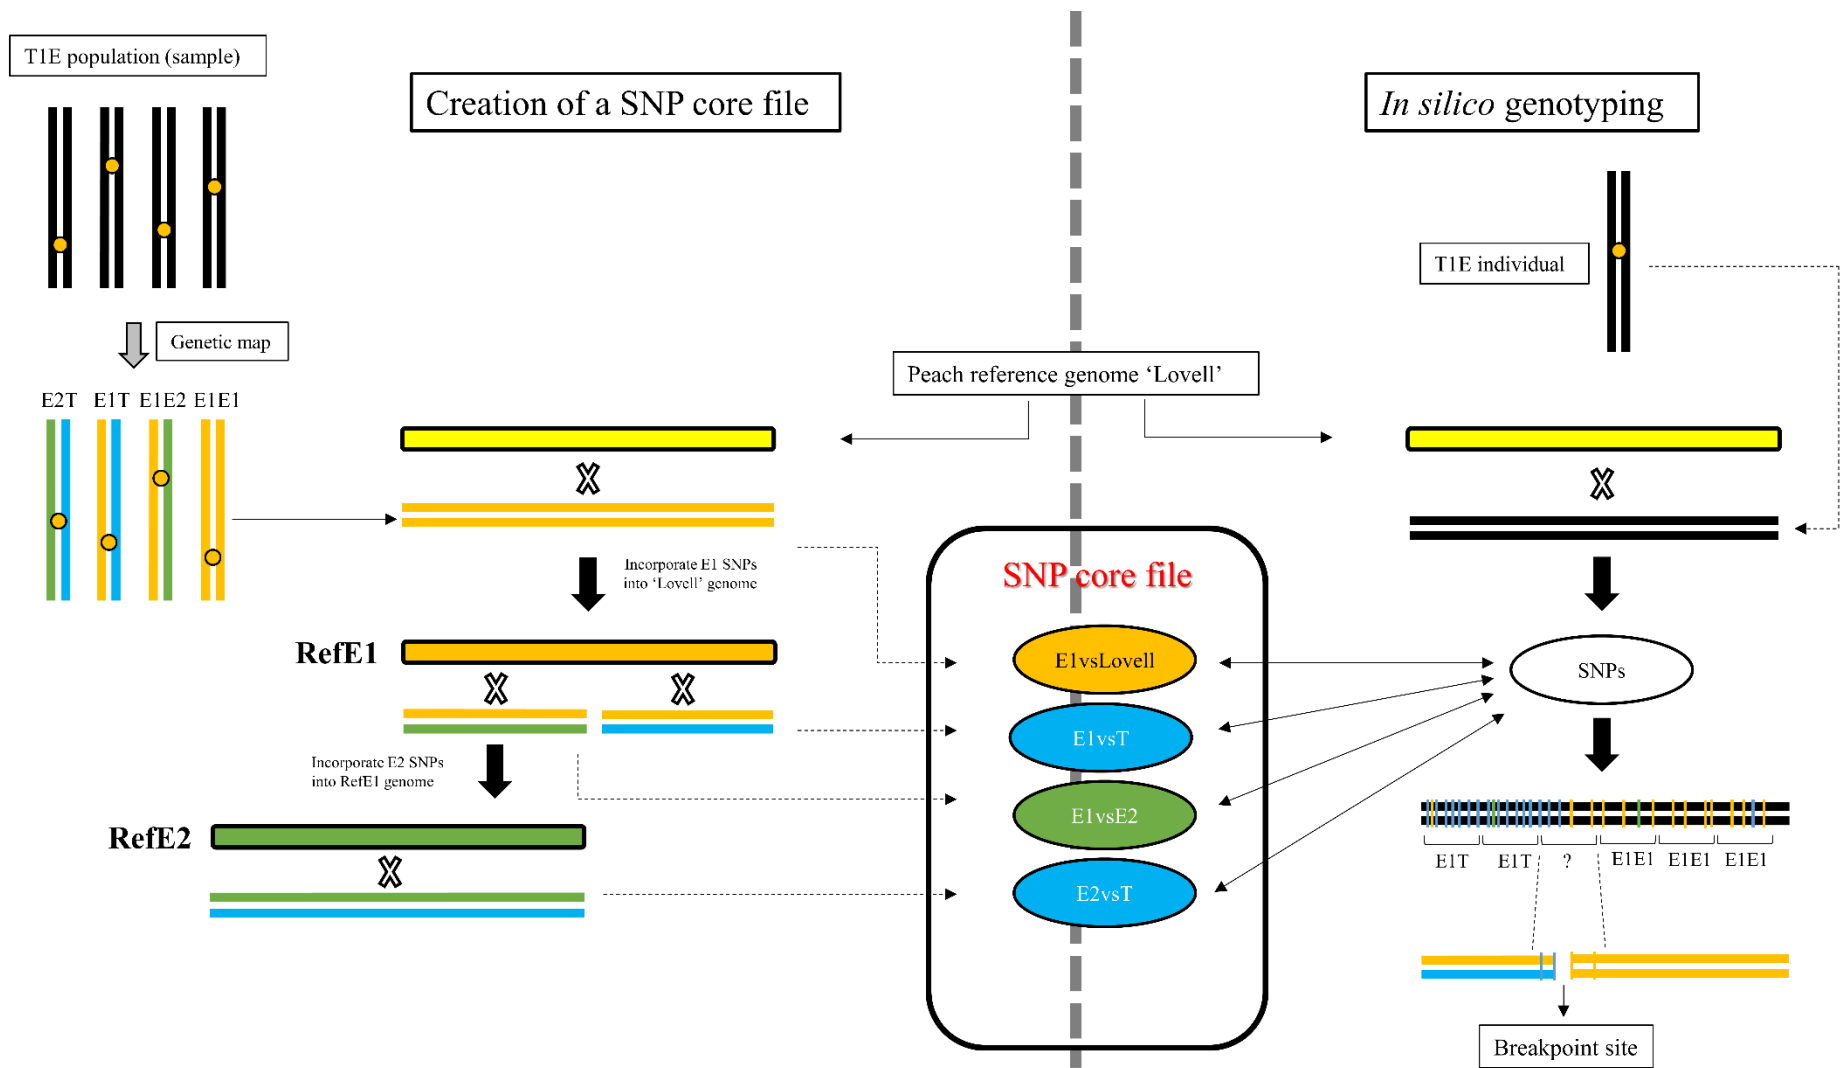 T1E population (sample)
Creation of a SNP core file
In silico genotyping
T1E individual
Genetic map
Peach reference genome ‘Lovell’
E2T E1T E1E2 E1E1
Incorporate E1 SNPs
into ‘Lovell’ genome
SNP core file
RefE1
E1vsLovell
SNPs
E1vsT
Incorporate E2 SNPs
into RefE1 genome
E1vsE2
RefE2
E1T E1T ? E1E1 E1E1 E1E1
E2vsT
Breakpoint site